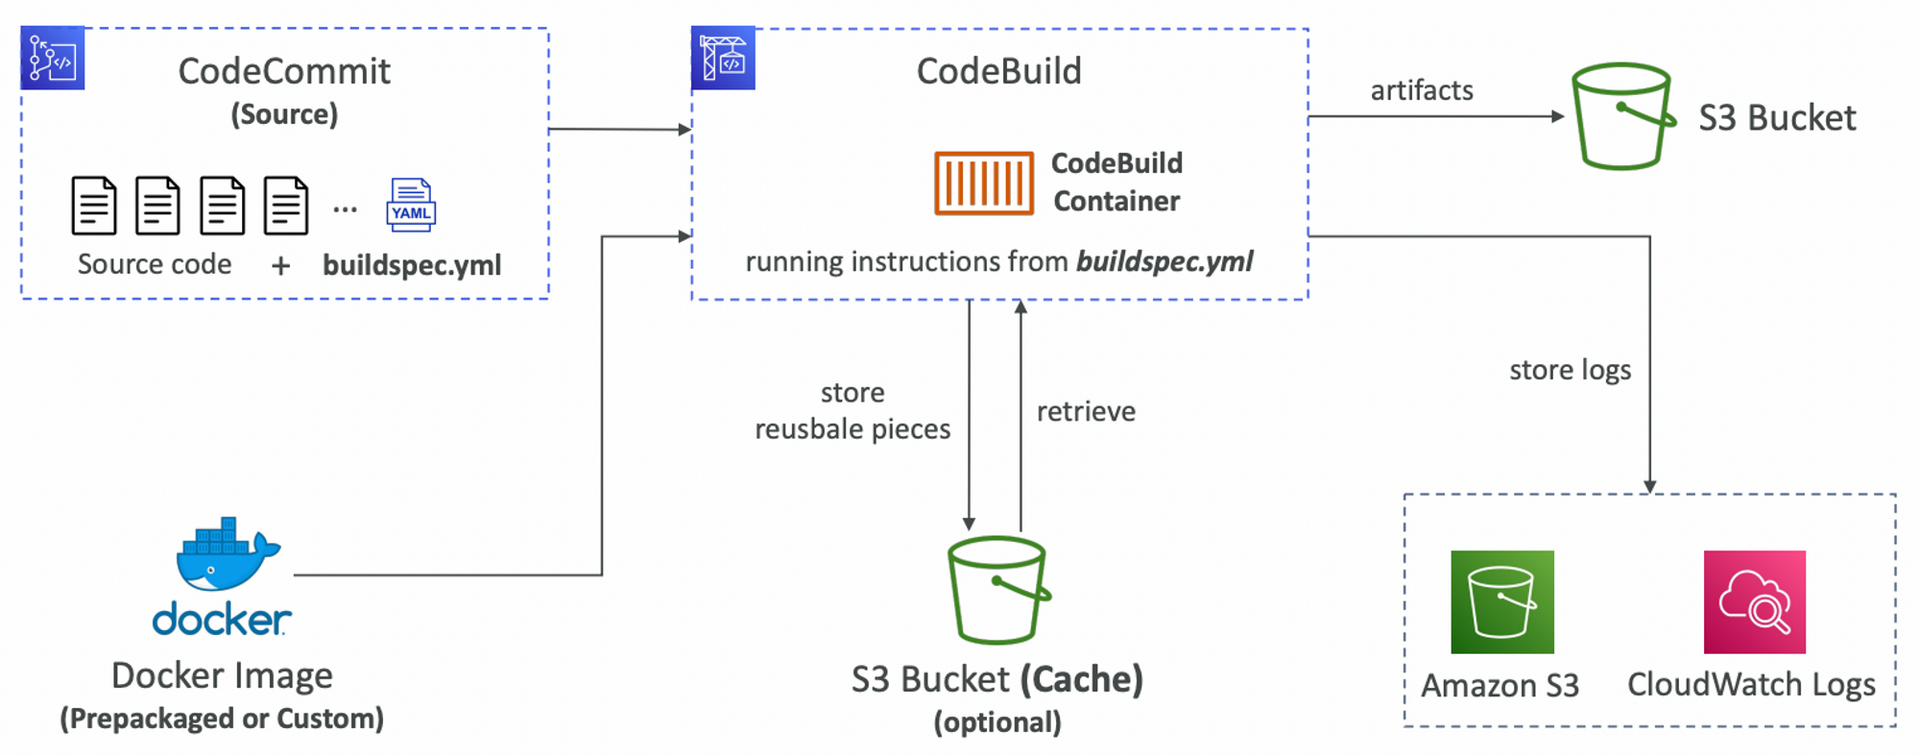 CodeCommit
(Source)
... YAML
Source code + buildspec.yml
CodeBuild
CodeBuild
Container
running instructions from buildspec.yml
artifacts
S3 Bucket
store logs
store
reusbale pieces
retrieve
docker
Docker Image
(Prepackaged or Custom)
S3 Bucket (Cache)
(optional)
Amazon S3
CloudWatch Logs